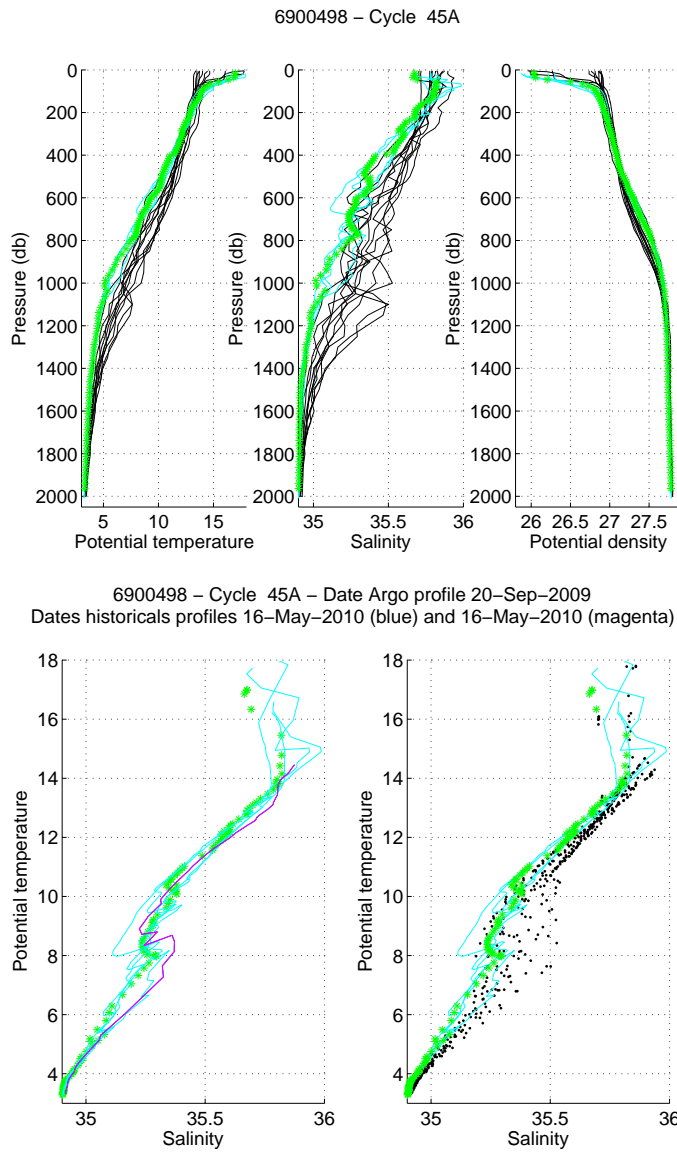 6900498 − Cycle 45A
0
200
400
600
800
1000
1200
1400
1600
1800
2000
Pressure (db)
5 10 15
Potential temperature
0
200
400
600
800
1000
1200
1400
1600
1800
2000
Pressure (db)
35 35.5 36
Salinity
0
200
400
600
800
1000
1200
1400
1600
1800
2000
Pressure (db)
26 26.5 27 27.5
Potential density
6900498 − Cycle 45A − Date Argo profile 20−Sep−2009
Dates historicals profiles 16−May−2010 (blue) and 16−May−2010 (magenta)
18
16
14
12
10
8
6
4
Potential temperature
35 35.5 36
Salinity
18
16
14
12
10
8
6
4
Potential temperature
35 35.5 36
Salinity